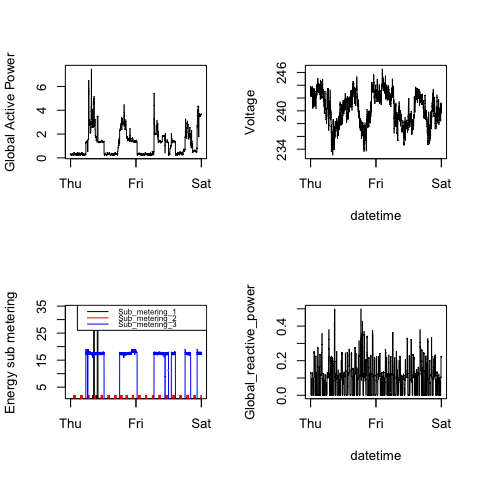 Global Active Power
6
4
2
0
Thu Fri Sat
Voltage
246
240
234
Thu Fri Sat
datetime
Energy sub metering
35
25
15
5
Sub_metering_1
Sub_metering_2
Sub_metering_3
Thu Fri Sat
Global_reactive_power
0.4
0.2
0.0
Thu Fri Sat
datetime